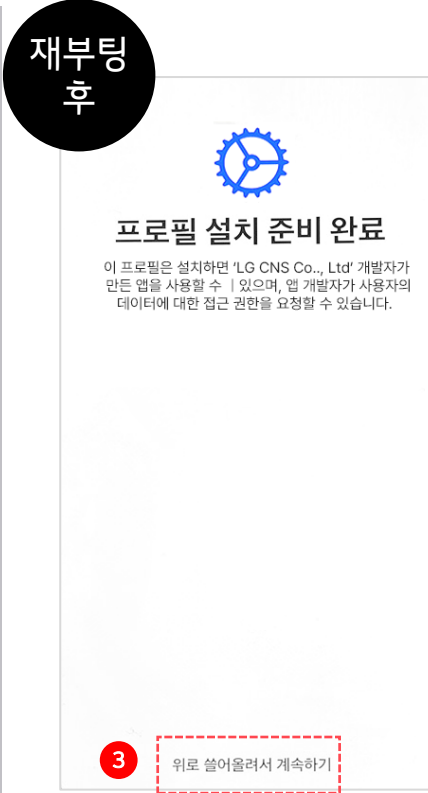 재부팅
후
프로필 설치 준비 완료
이 프로필은 설치하면 'LG CNS Co.., Ltd' 개발자가
만든 앱을 사용할 수 ㅣ있으며, 앱 개발자가 사용자의
데이터에 대한 접근 권한을 요청할 수 있습니다.
3
위로 쓸어올려서 계속하기